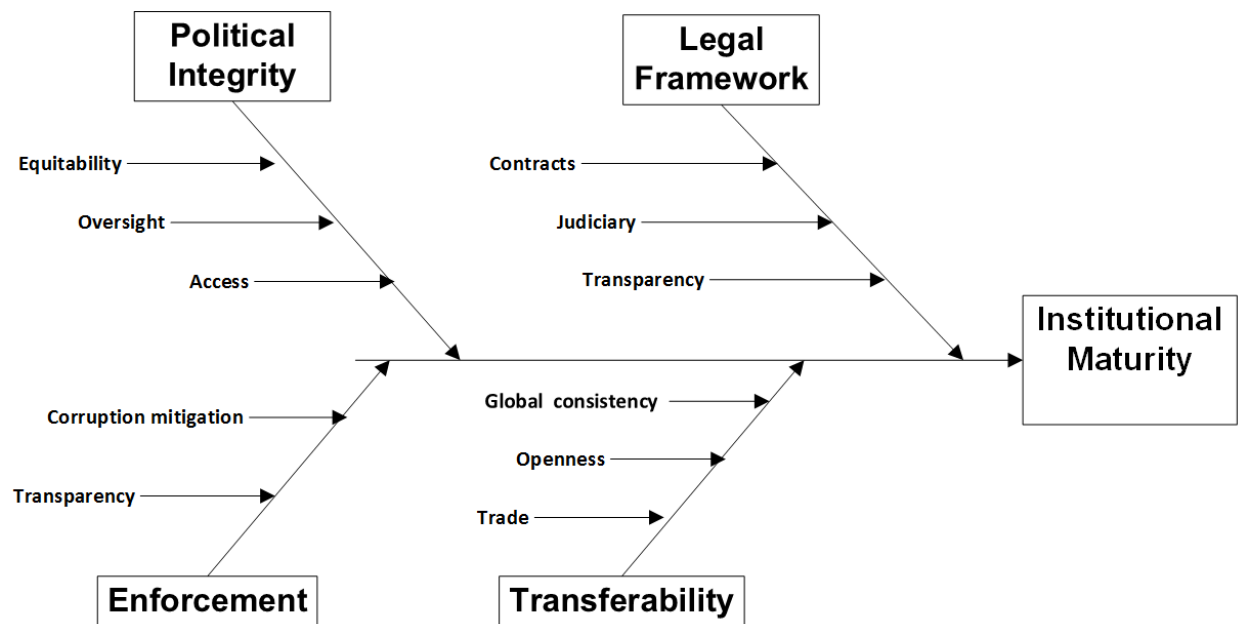 Political
Integrity
Legal
Framework
Equitability
Contracts
Oversight
Judiciary
Access
Transparency
Institutional
Maturity
Global consistency
Corruption mitigation
Openness
Transparency
Trade
Enforcement
Transferability